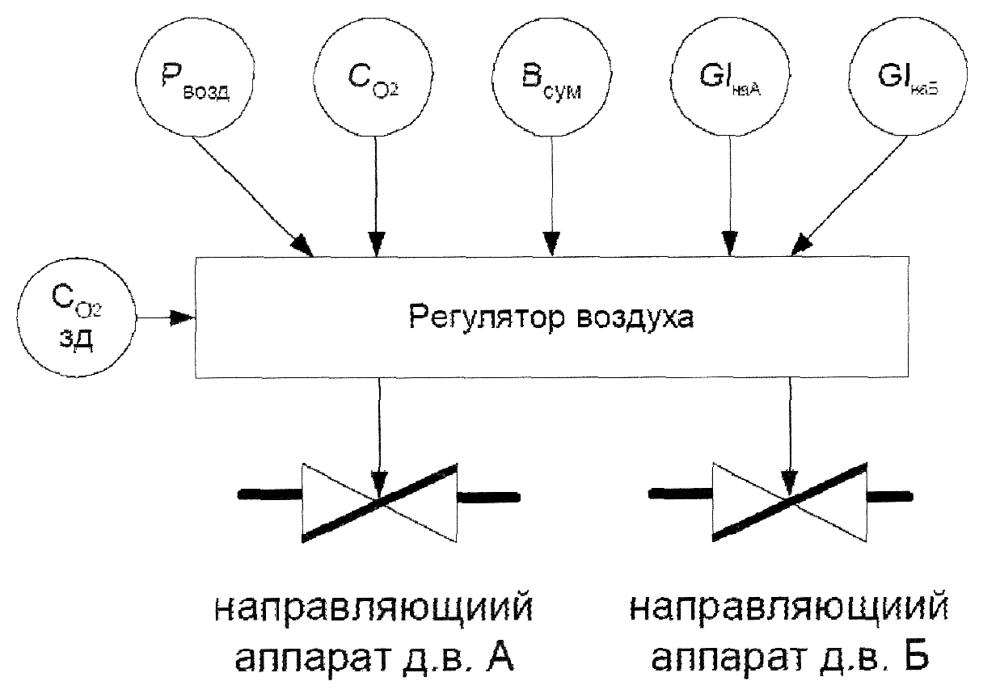 Pвозд
CO2
Bсум
GIнаА
GIнаБ
CO2
зд
Регулятор воздуха
направляющиий
аппарат д.в. А
направляющиий
аппарат д.в. Б